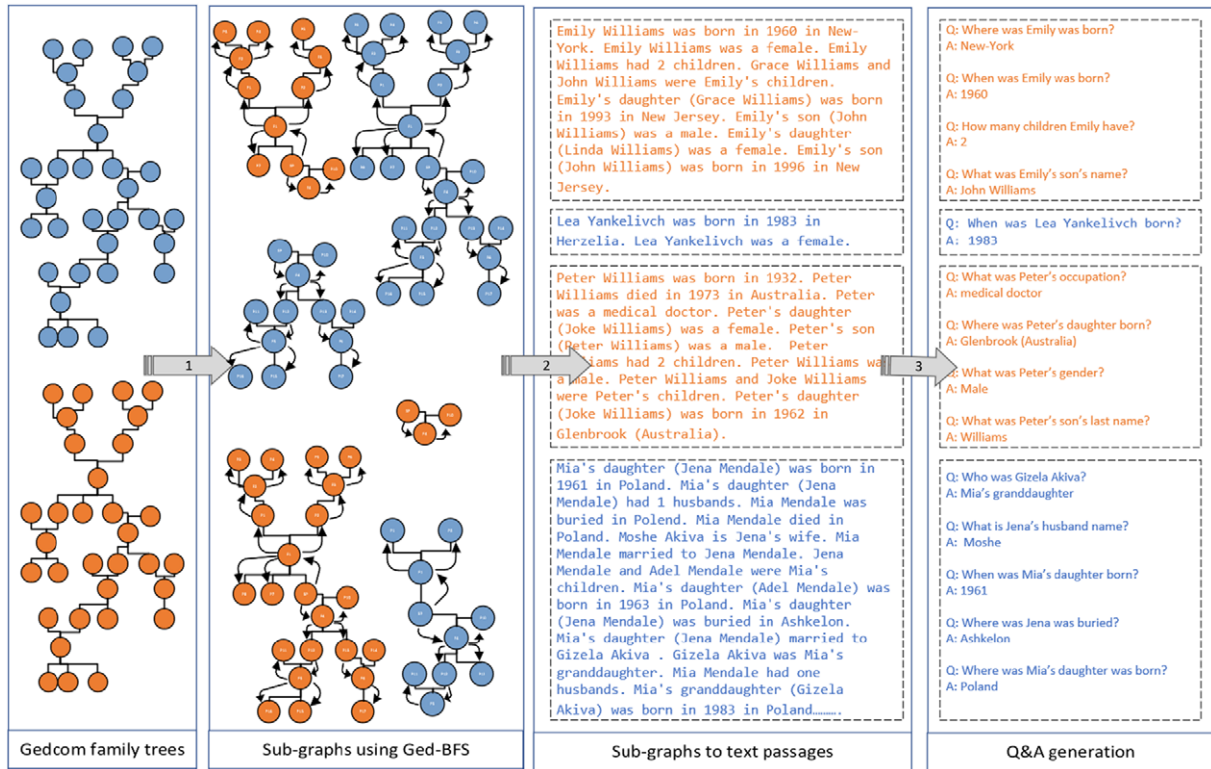 Emily Williams was born in 1960 in New-
York. Emily Williams was a female. Emily
Williams had 2 children. Grace Williams and
John Williams were Emily's children.
Emily's daughter (Grace Williams) was born
in 1993 in New Jersey. Emily's son (John
Williams) was a male. Emily's daughter
(Linda Williams) was a female. Emily's son
(John Williams) was born in 1996 in New
Jersey.
Lea Yankelivch was born in 1983 in
Herzelia. Lea Yankelivch was a female.
Peter Williams was born in 1932. Peter
Williams died in 1973 in Australia. Peter
was a medical doctor. Peter's daughter
(Joke Williams) was a female. Peter's son
(Peter Williams) was a male. Peter
Williams had 2 children. Peter Williams was
a male. Peter Williams and Joke Williams
were Peter's children. Peter's daughter
(Joke Williams) was born in 1962 in
Glenbrook (Australia).
Mia's daughter (Jena Mendale) was born in
1961 in Poland. Mia's daughter (Jena
Mendale) had 1 husbands. Mia Mendale was
buried in Polend. Mia Mendale died in
Poland. Moshe Akiva is Jena's wife. Mia
Mendale married to Jena Mendale. Jena
Mendale and Adel Mendale were Mia's
children. Mia's daughter (Adel Mendale) was
born in 1963 in Poland. Mia's daughter
(Jena Mendale) was buried in Ashkelon.
Mia's daughter (Jena Mendale) married to
Gizela Akiva . Gizela Akiva was Mia's
granddaughter. Mia Mendale had one
husbands. Mia's granddaughter (Gizela
Akiva) was born in 1983 in Poland……….
Q: Where was Emily was born?
A: New-York
Q: When was Emily was born?
A: 1960
Q: How many children Emily have?
A: 2
Q: What was Emily's son's name?
A: John Williams
Q: When was Lea Yankelivch born?
A: 1983
Q: What was Peter's occupation?
A: medical doctor
Q: Where was Peter's daughter born?
A: Glenbrook (Australia)
Q: What was Peter's gender?
A: Male
Q: What was Peter's son's last name?
A: Williams
Q: Who was Gizela Akiva?
A: Mia's granddaughter
Q: What is Jena's husband name?
A: Moshe
Q: When was Mia's daughter born?
A: 1961
Q: Where was Jena was buried?
A: Ashkelon
Q: Where was Mia's daughter was born?
A: Poland
1
2
3
Gedcom family trees
Sub-graphs using Ged-BFS
Sub-graphs to text passages
Q&A generation